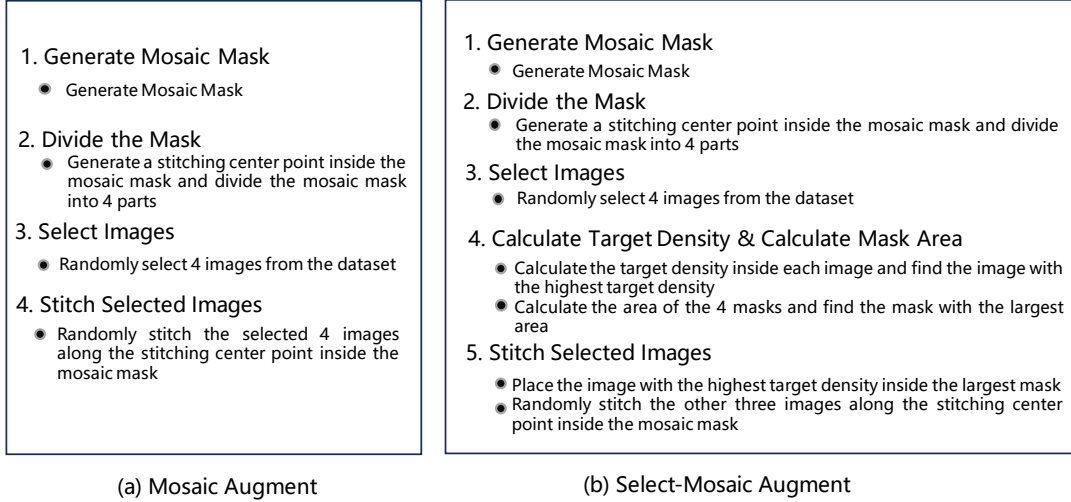 1. Generate Mosaic Mask
● Generate Mosaic Mask
2. Divide the Mask
● Generate a stitching center point inside the
mosaic mask and divide the mosaic mask
into 4 parts
3. Select Images
● Randomly select 4 images from the dataset
4. Stitch Selected Images
● Randomly stitch the selected 4 images
along the stitching center point inside the
mosaic mask
(a) Mosaic Augment
1. Generate Mosaic Mask
● Generate Mosaic Mask
2. Divide the Mask
● Generate a stitching center point inside the mosaic mask and divide
the mosaic mask into 4 parts
3. Select Images
● Randomly select 4 images from the dataset
4. Calculate Target Density & Calculate Mask Area
● Calculate the target density inside each image and find the image with
the highest target density
● Calculate the area of the 4 masks and find the mask with the largest
area
5. Stitch Selected Images
● Place the image with the highest target density inside the largest mask
● Randomly stitch the other three images along the stitching center
point inside the mosaic mask
(b) Select-Mosaic Augment